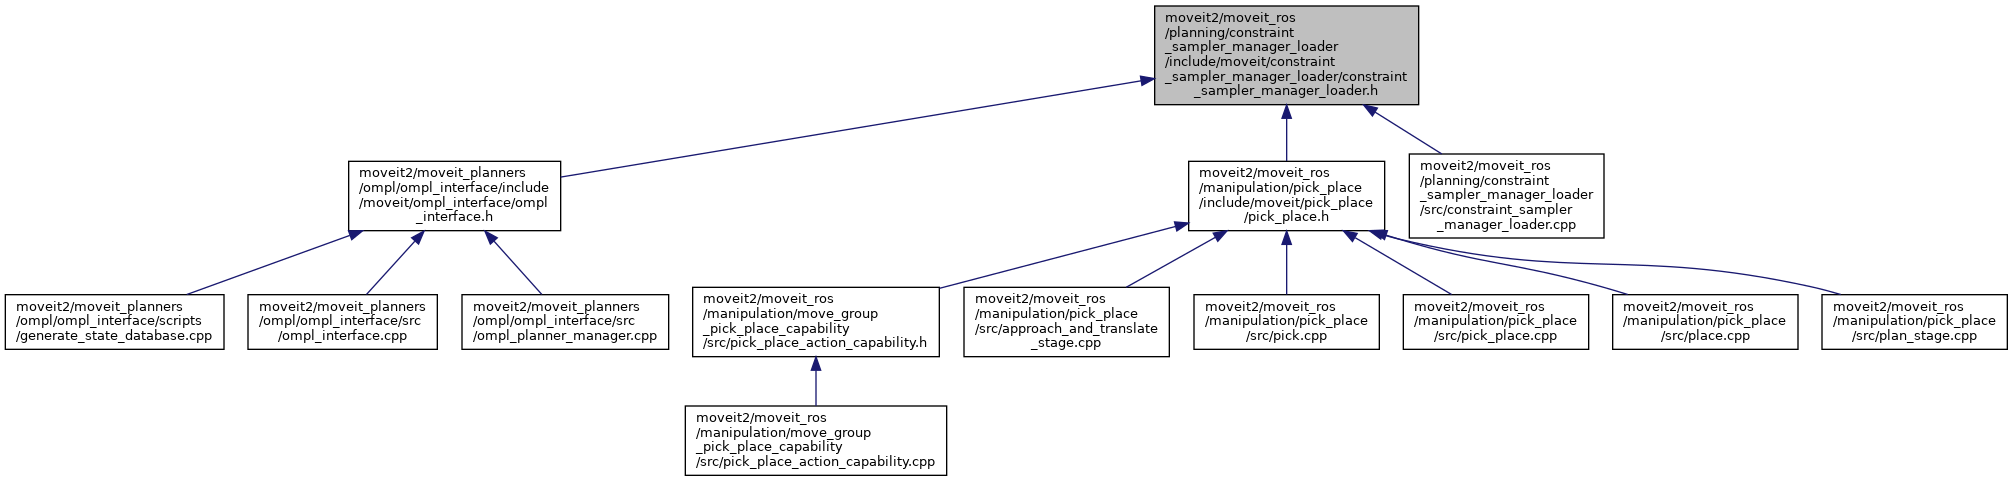 moveit2/moveit_ros
/planning/constraint
_sampler_manager_loader
/include/moveit/constraint
_sampler_manager_loader/constraint
_sampler_manager_loader.h
moveit2/moveit_planners
/ompl/ompl_interface/include
/moveit/ompl_interface/ompl
_interface.h
moveit2/moveit_ros
/manipulation/pick_place
/include/moveit/pick_place
/pick_place.h
moveit2/moveit_ros
/planning/constraint
_sampler_manager_loader
/src/constraint_sampler
_manager_loader.cpp
moveit2/moveit_planners
/ompl/ompl_interface/scripts
/generate_state_database.cpp
moveit2/moveit_planners
/ompl/ompl_interface/src
/ompl_interface.cpp
moveit2/moveit_planners
/ompl/ompl_interface/src
/ompl_planner_manager.cpp
moveit2/moveit_ros
/manipulation/move_group
_pick_place_capability
/src/pick_place_action_capability.h
moveit2/moveit_ros
/manipulation/pick_place
/src/approach_and_translate
_stage.cpp
moveit2/moveit_ros
/manipulation/pick_place
/src/pick.cpp
moveit2/moveit_ros
/manipulation/pick_place
/src/pick_place.cpp
moveit2/moveit_ros
/manipulation/pick_place
/src/place.cpp
moveit2/moveit_ros
/manipulation/pick_place
/src/plan_stage.cpp
moveit2/moveit_ros
/manipulation/move_group
_pick_place_capability
/src/pick_place_action_capability.cpp